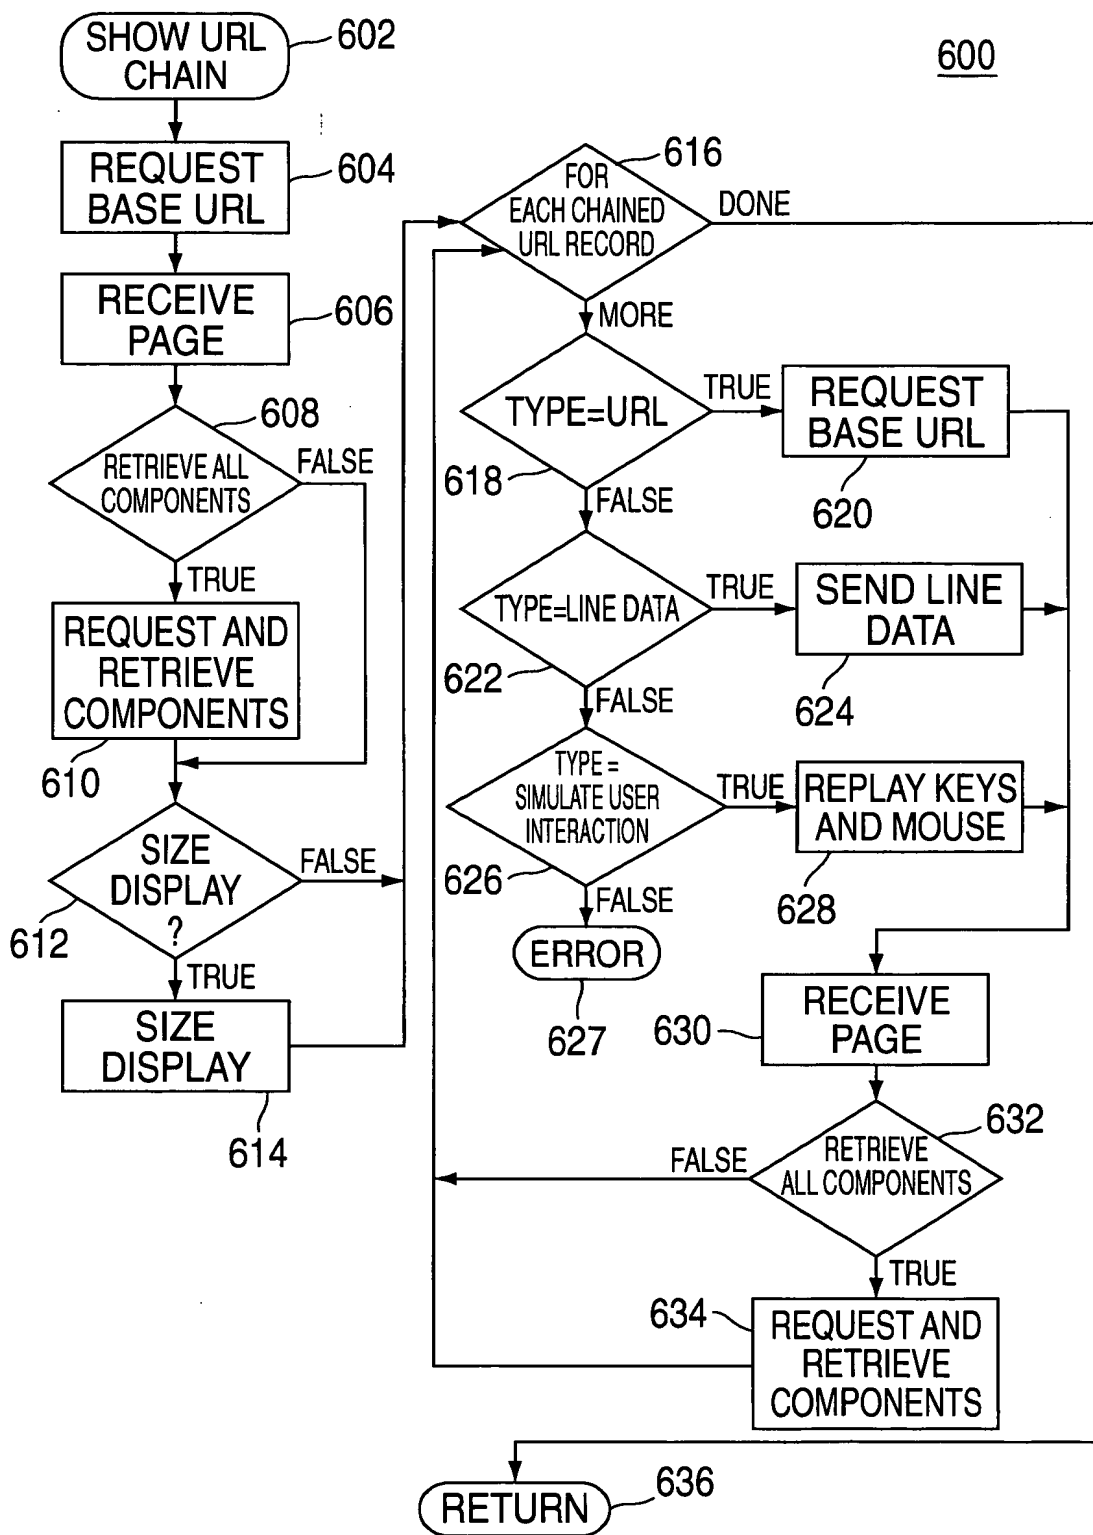 SHOW URL
CHAIN
602
600
REQUEST
BASE URL
604
RECEIVE
PAGE
606
608
RETRIEVE ALL
COMPONENTS
FALSE
TRUE
REQUEST AND
RETRIEVE
COMPONENTS
610
SIZE
DISPLAY
?
FALSE
612
TRUE
SIZE
DISPLAY
614
616
FOR
EACH CHAINED
URL RECORD
DONE
MORE
TYPE=URL
TRUE
618
REQUEST
BASE URL
620
FALSE
TYPE=LINE DATA
TRUE
622
SEND LINE
DATA
624
FALSE
TYPE =
SIMULATE USER
INTERACTION
TRUE
626
REPLAY KEYS
AND MOUSE
628
FALSE
ERROR
627
630
RECEIVE
PAGE
632
RETRIEVE
ALL COMPONENTS
FALSE
TRUE
634
REQUEST AND
RETRIEVE
COMPONENTS
RETURN
636